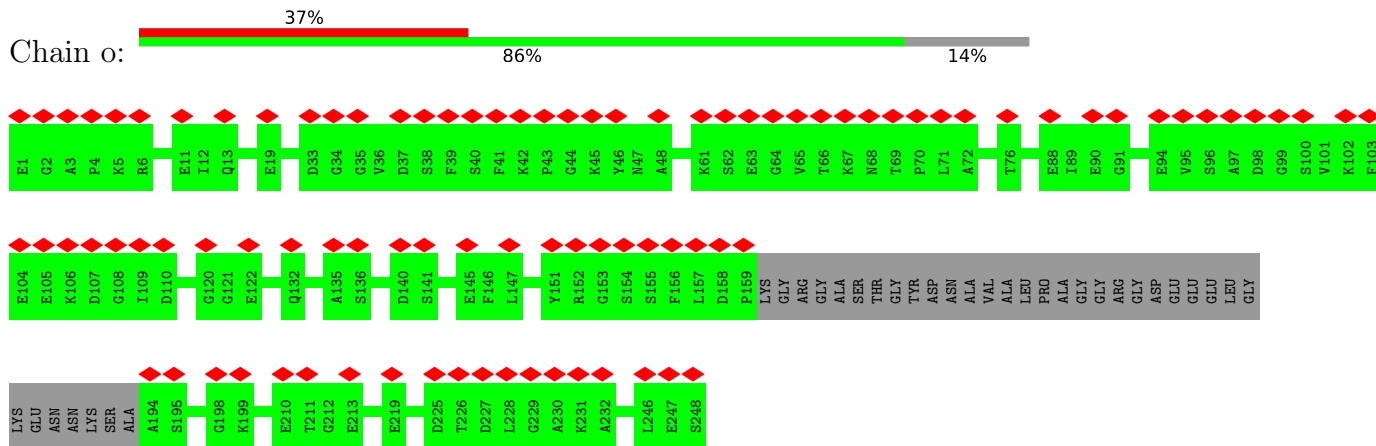 37%
Chain o:
86% 14%
E1 G2 A3 P4 K5 R6 E11 I12 Q13 E19 D33 G34 G35 V36 D37 S38 F39 S40 F41 K42 P43 G44 K45 Y46 N47 A48 K61 S62 E63 G64 V65 T66 K67 N68 T69 P70 L71 A72 T76 E88 I89 E90 G91 E94 V95 S96 A97 D98 G99 S100 V101 K102 F103
E104 E105 K106 D107 G108 I109 D110 G120 G121 E122 Q132 A135 S136 D140 S141 E145 F146 L147 Y151 R152 G153 S154 S155 F156 L157 D158 P159 LYS GLY ARG GLY ALA SER THR GLY TYR ASP ASN ALA VAL ALA LEU PRO ALA GLY GLY ARG GLY ASP GLU GLU GLU LEU GLY
LYS GLU ASN ASN LYS SER ALA A194 S195 G198 K199 E210 T211 G212 E213 E219 D225 T226 D227 L228 G229 A230 K231 A232 L246 E247 S248